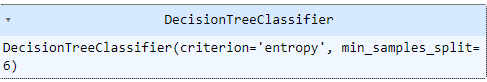 DecisionTreeClassifier
DecisionTreeClassifier(criterion='entropy', min_samples_split=
6)